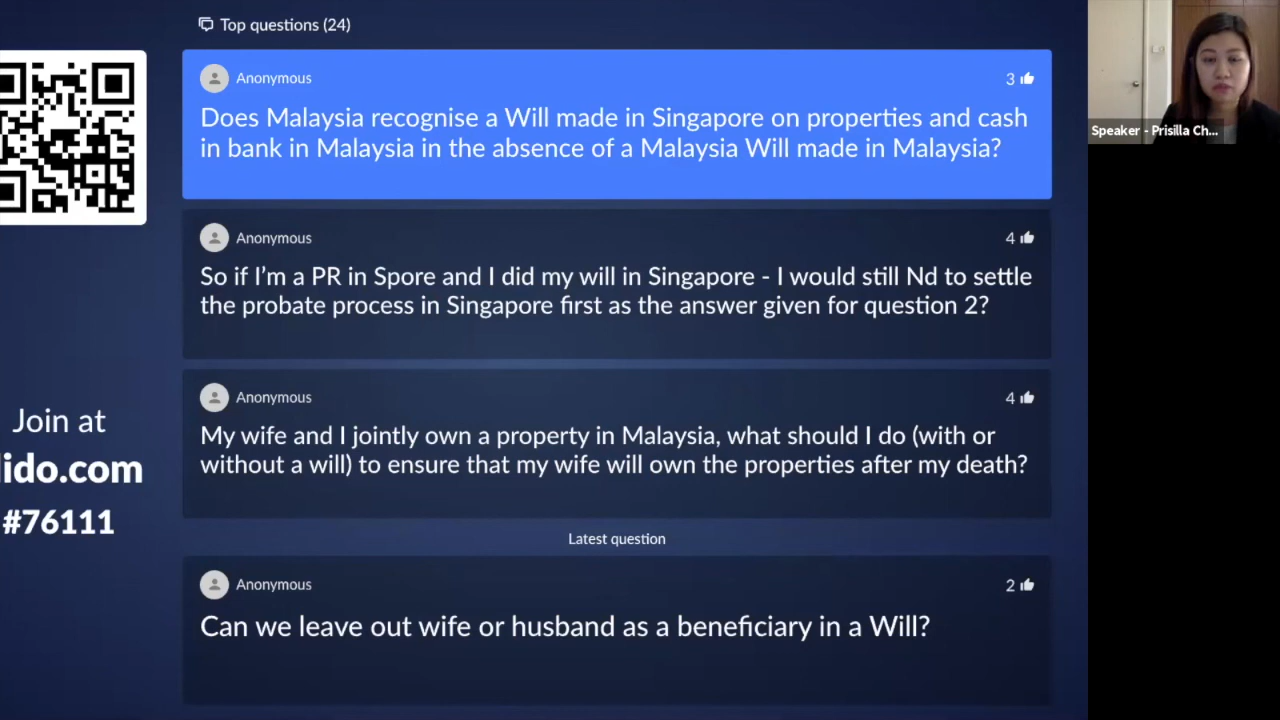 Top questions (24)
Anonymous
3
Does Malaysia recognise a Will made in Singapore on properties and cash
in bank in Malaysia in the absence of a Malaysia Will made in Malaysia?
Anonymous
4
So if I’m a PR in Spore and I did my will in Singapore - I would still Nd to settle
the probate process in Singapore first as the answer given for question 2?
Anonymous
4
My wife and I jointly own a property in Malaysia, what should I do (with or
without a will) to ensure that my wife will own the properties after my death?
Latest question
Anonymous
2
Can we leave out wife or husband as a beneficiary in a Will?
Join at
lido.com
#76111
Speaker - Prisilla Ch...